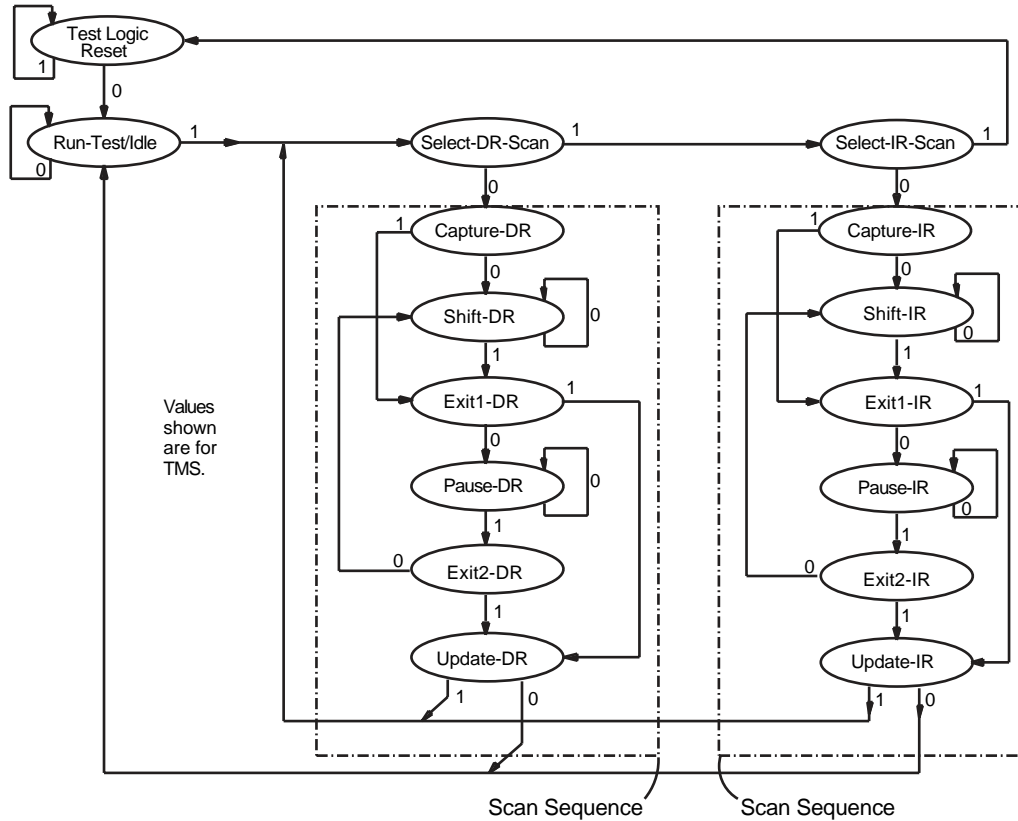 Test Logic
Reset
1
0
Run-Test/Idle
1
0
Select-DR-Scan
1
0
Select-IR-Scan
1
0
1
Capture-DR
0
1
Capture-IR
0
Shift-DR
0
1
Shift-IR
0
1
Exit1-DR
1
0
Exit1-IR
1
0
Values
shown
are for
TMS.
Pause-DR
0
1
Pause-IR
0
1
0
Exit2-DR
1
0
Exit2-IR
1
Update-DR
1
0
Update-IR
1
0
Scan Sequence
Scan Sequence